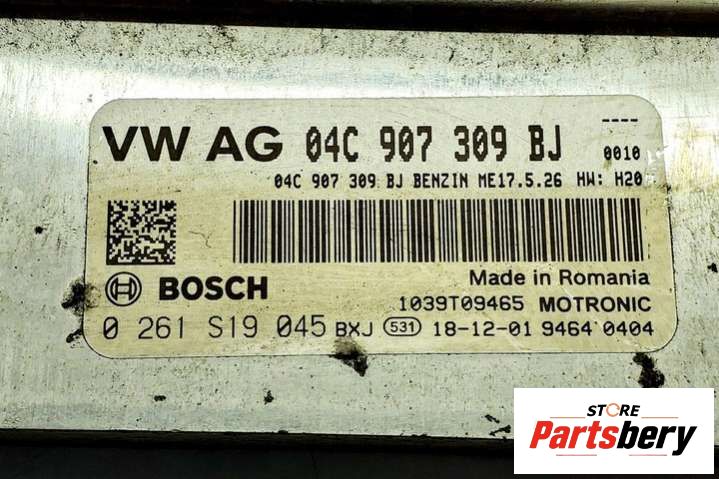 VW AG 04C 907 309 BJ
----
0010
04C 907 309 BJ BENZIN ME17.5.26 HW: H20
BOSCH
Made in Romania
1039T09465 MOTRONIC
0 261 S19 045 BXJ 531 18-12-01 9464 0404
STORE
Partsbery